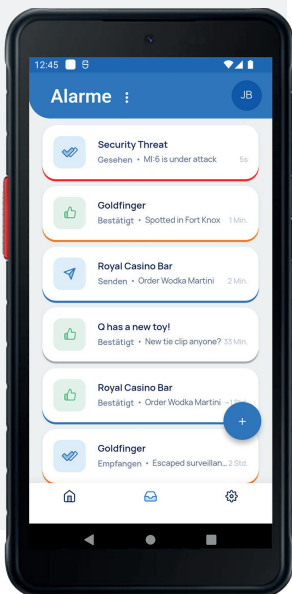 12:45
Alarme
JB
Security Threat
Gesehen • MI:6 is under attack 5s
Goldfinger
Bestätigt • Spotted in Fort Knox 1 Min.
Royal Casino Bar
Senden • Order Wodka Martini 2 Min.
Q has a new toy!
Bestätigt • New tie clip anyone? 33 Min.
Royal Casino Bar
Bestätigt • Order Wodka Martini
Goldfinger
Empfangen • Escaped surveillan... 3 Std.